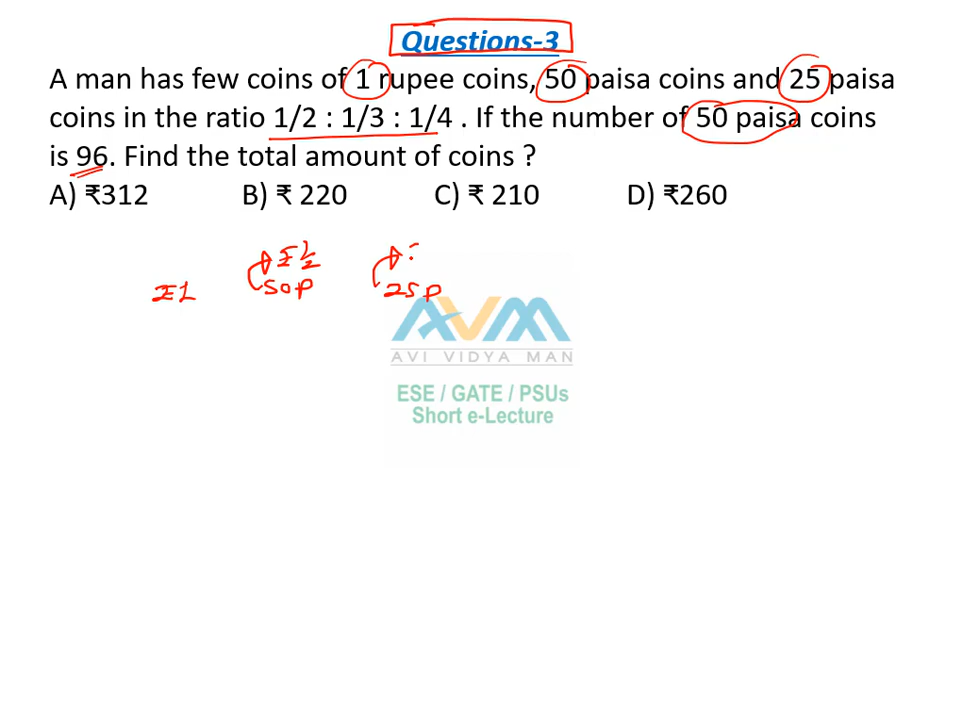 Questions-3
A man has few coins of 1 rupee coins, 50 paisa coins and 25 paisa
coins in the ratio 1/2 : 1/3 : 1/4 . If the number of 50 paisa coins
is 96. Find the total amount of coins ?
A) ₹312 B) ₹ 220 C) ₹ 210 D) ₹260
₹1/2
₹1 50p 25p
AVM
AVI VIDYA MAN
ESE / GATE / PSUs
Short e-Lecture